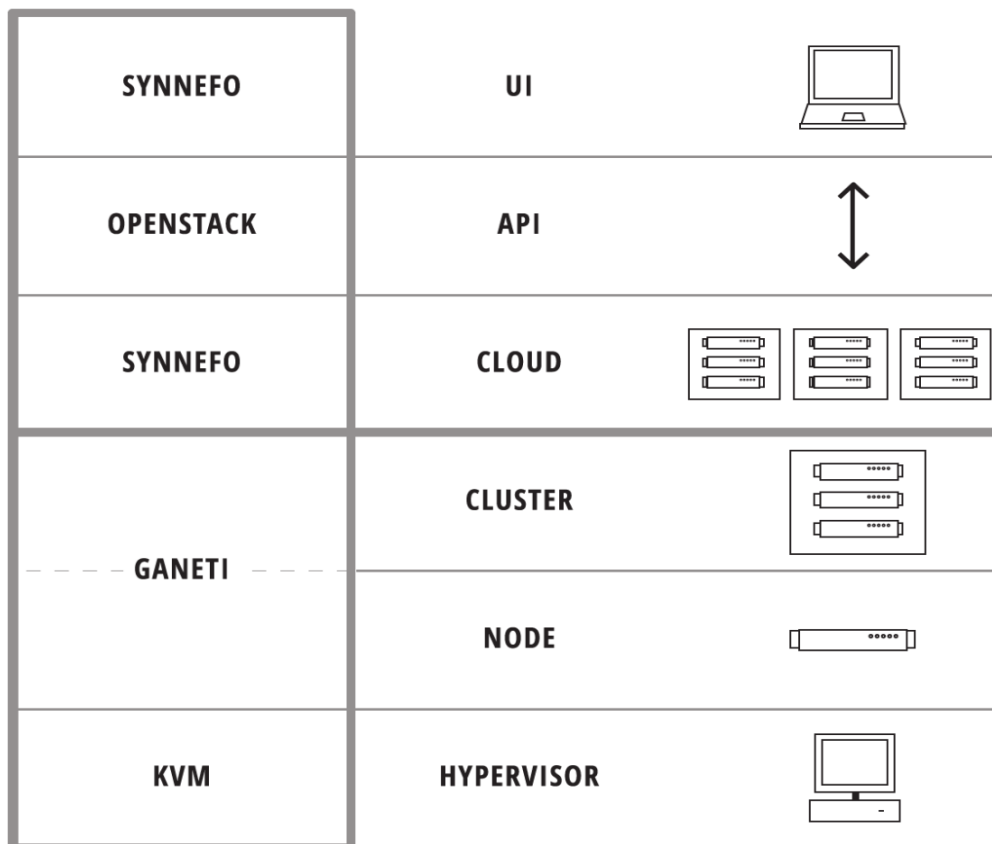 SYNNEFO UI
OPENSTACK API
SYNNEFO CLOUD
CLUSTER
GANETI
NODE
KVM HYPERVISOR